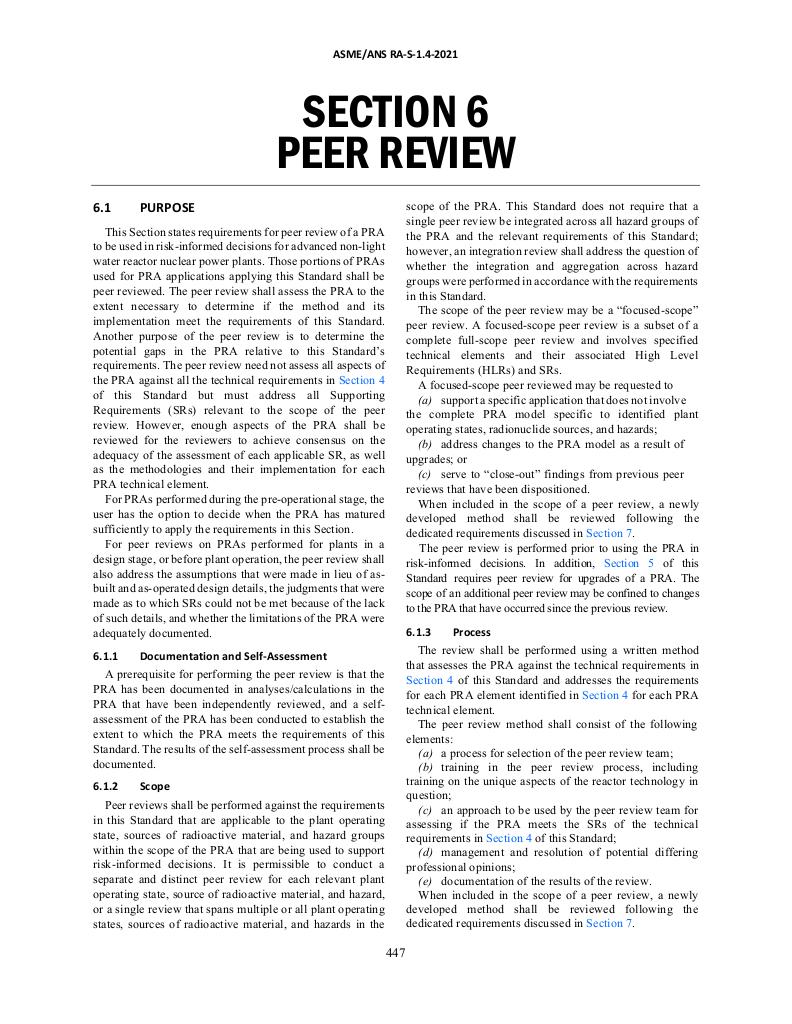 ASME/ANS RA-S-1.4-2021
SECTION 6
PEER REVIEW
6.1 PURPOSE
This Section states requirements for peer review of a PRA
to be used in risk-informed decisions for advanced non-light
water reactor nuclear power plants. Those portions of PRAs
used for PRA applications applying this Standard shall be
peer reviewed. The peer review shall assess the PRA to the
extent necessary to determine if the method and its
implementation meet the requirements of this Standard.
Another purpose of the peer review is to determine the
potential gaps in the PRA relative to this Standard's
requirements. The peer review need not assess all aspects of
the PRA against all the technical requirements in Section 4
of this Standard but must address all Supporting
Requirements (SRs) relevant to the scope of the peer
review. However, enough aspects of the PRA shall be
reviewed for the reviewers to achieve consensus on the
adequacy of the assessment of each applicable SR, as well
as the methodologies and their implementation for each
PRA technical element.
For PRAs performed during the pre-operational stage, the
user has the option to decide when the PRA has matured
sufficiently to apply the requirements in this Section.
For peer reviews on PRAs performed for plants in a
design stage, or before plant operation, the peer review shall
also address the assumptions that were made in lieu of as-
built and as-operated design details, the judgments that were
made as to which SRs could not be met because of the lack
of such details, and whether the limitations of the PRA were
adequately documented.
6.1.1 Documentation and Self-Assessment
A prerequisite for performing the peer review is that the
PRA has been documented in analyses/calculations in the
PRA that have been independently reviewed, and a self-
assessment of the PRA has been conducted to establish the
extent to which the PRA meets the requirements of this
Standard. The results of the self-assessment process shall be
documented.
6.1.2 Scope
Peer reviews shall be performed against the requirements
in this Standard that are applicable to the plant operating
state, sources of radioactive material, and hazard groups
within the scope of the PRA that are being used to support
risk-informed decisions. It is permissible to conduct a
separate and distinct peer review for each relevant plant
operating state, source of radioactive material, and hazard,
or a single review that spans multiple or all plant operating
states, sources of radioactive material, and hazards in the
scope of the PRA. This Standard does not require that a
single peer review be integrated across all hazard groups of
the PRA and the relevant requirements of this Standard;
however, an integration review shall address the question of
whether the integration and aggregation across hazard
groups were performed in accordance with the requirements
in this Standard.
The scope of the peer review may be a “focused-scope”
peer review. A focused-scope peer review is a subset of a
complete full-scope peer review and involves specified
technical elements and their associated High Level
Requirements (HLRs) and SRs.
A focused-scope peer reviewed may be requested to
(a) support a specific application that does not involve
the complete PRA model specific to identified plant
operating states, radionuclide sources, and hazards;
(b) address changes to the PRA model as a result of
upgrades; or
(c) serve to “close-out” findings from previous peer
reviews that have been dispositioned.
When included in the scope of a peer review, a newly
developed method shall be reviewed following the
dedicated requirements discussed in Section 7.
The peer review is performed prior to using the PRA in
risk-informed decisions. In addition, Section 5 of this
Standard requires peer review for upgrades of a PRA. The
scope of an additional peer review may be confined to changes
to the PRA that have occurred since the previous review.
6.1.3 Process
The review shall be performed using a written method
that assesses the PRA against the technical requirements in
Section 4 of this Standard and addresses the requirements
for each PRA element identified in Section 4 for each PRA
technical element.
The peer review method shall consist of the following
elements:
(a) a process for selection of the peer review team;
(b) training in the peer review process, including
training on the unique aspects of the reactor technology in
question;
(c) an approach to be used by the peer review team for
assessing if the PRA meets the SRs of the technical
requirements in Section 4 of this Standard;
(d) management and resolution of potential differing
professional opinions;
(e) documentation of the results of the review.
When included in the scope of a peer review, a newly
developed method shall be reviewed following the
dedicated requirements discussed in Section 7.
447